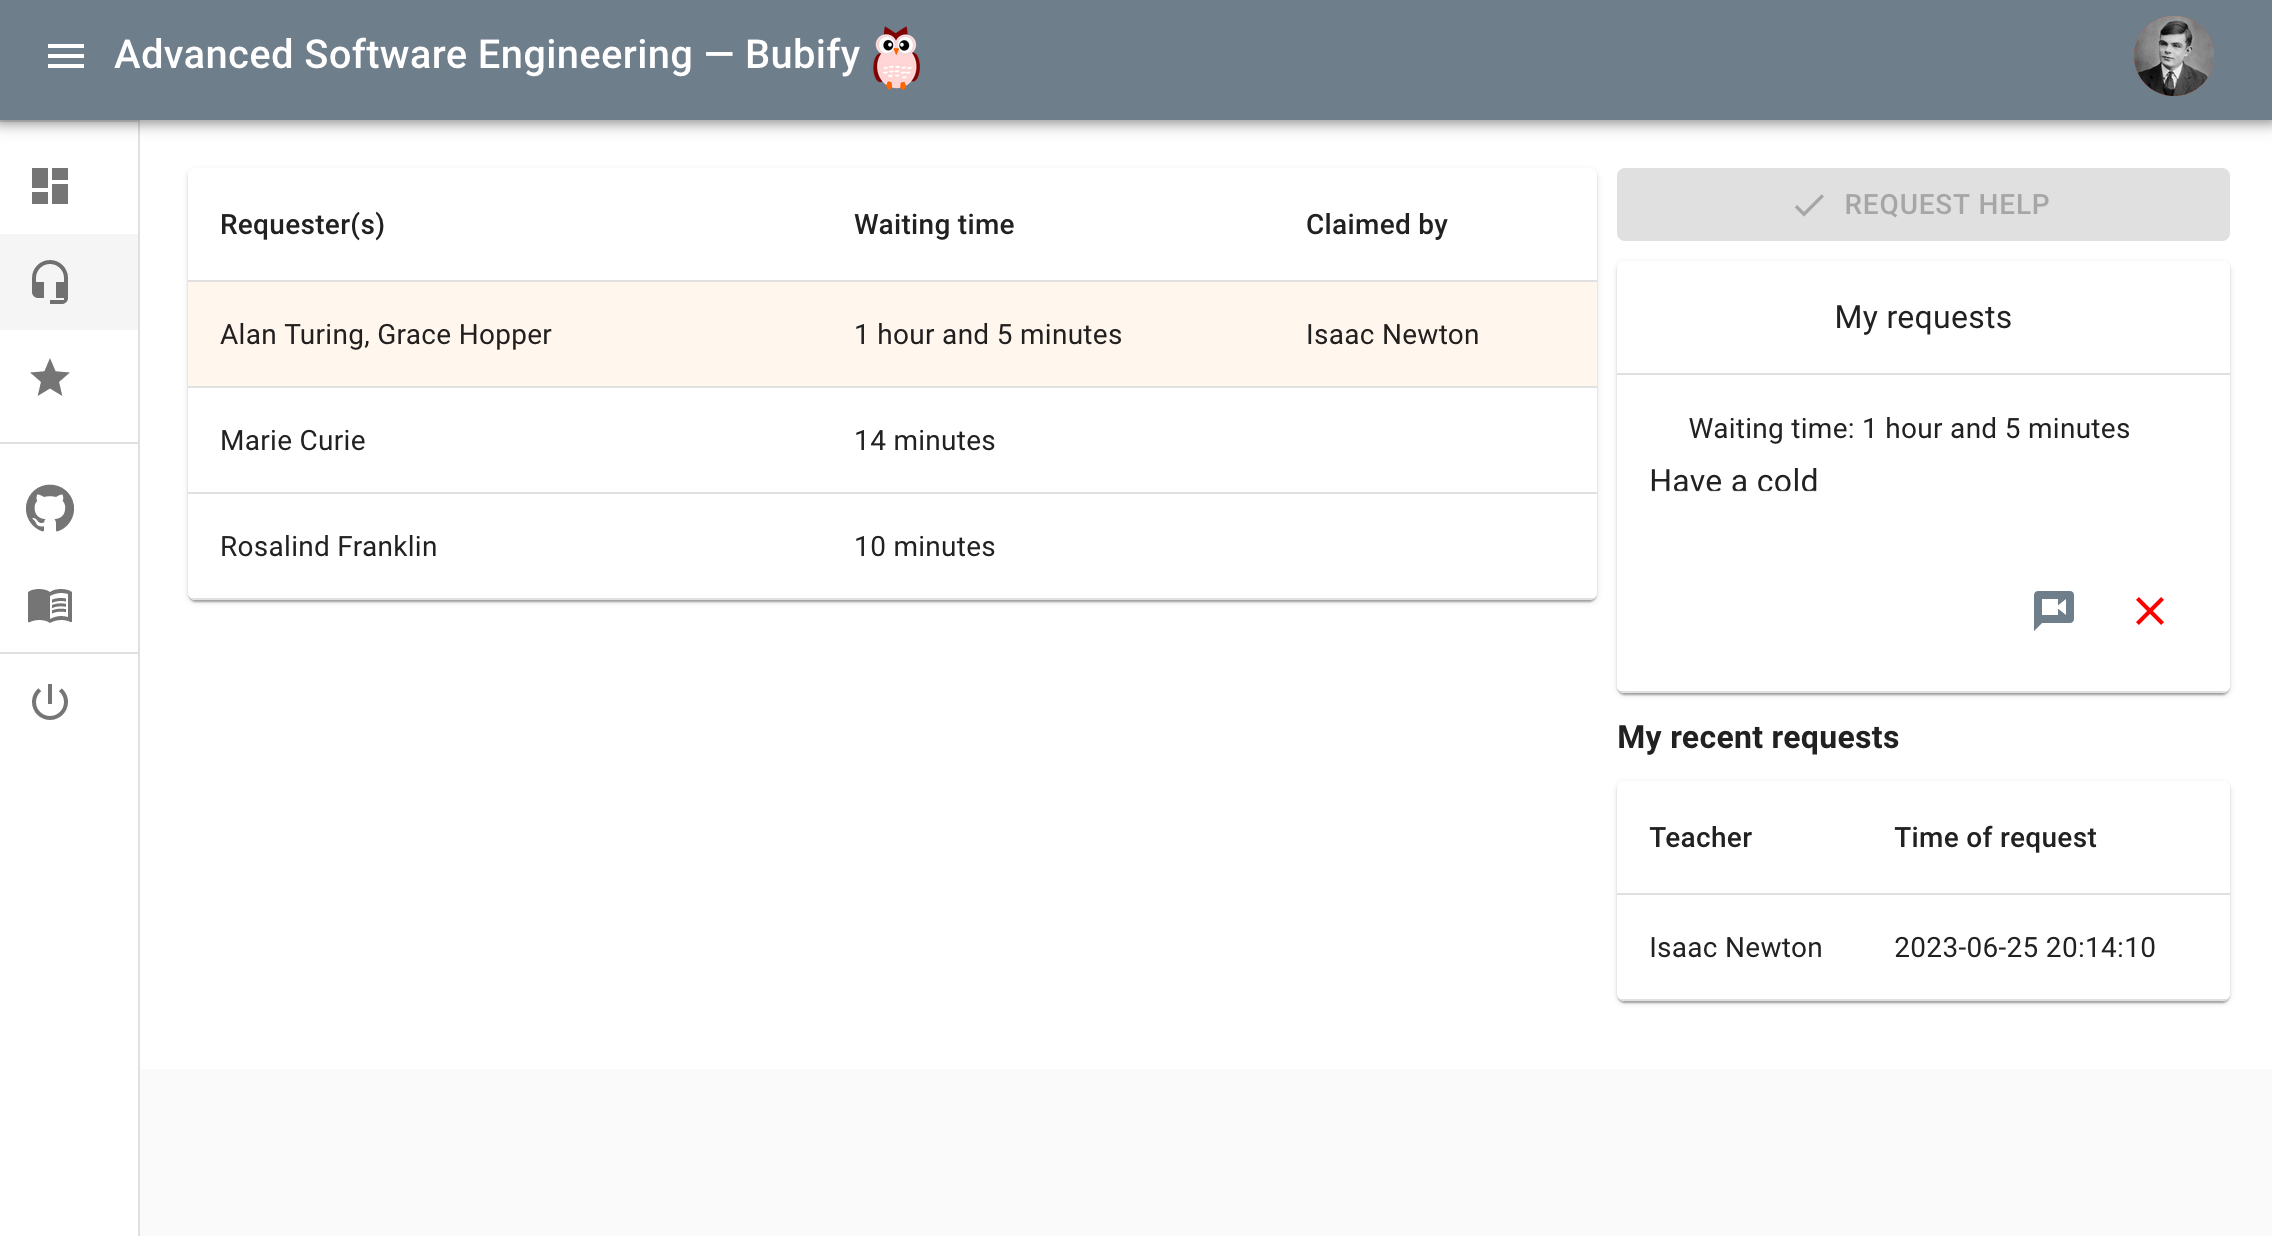 Advanced Software Engineering — Bubify
Requester(s) Waiting time Claimed by
Alan Turing, Grace Hopper 1 hour and 5 minutes Isaac Newton
Marie Curie 14 minutes
Rosalind Franklin 10 minutes
REQUEST HELP
My requests
Waiting time: 1 hour and 5 minutes
Have a cold
My recent requests
Teacher Time of request
Isaac Newton 2023-06-25 20:14:10